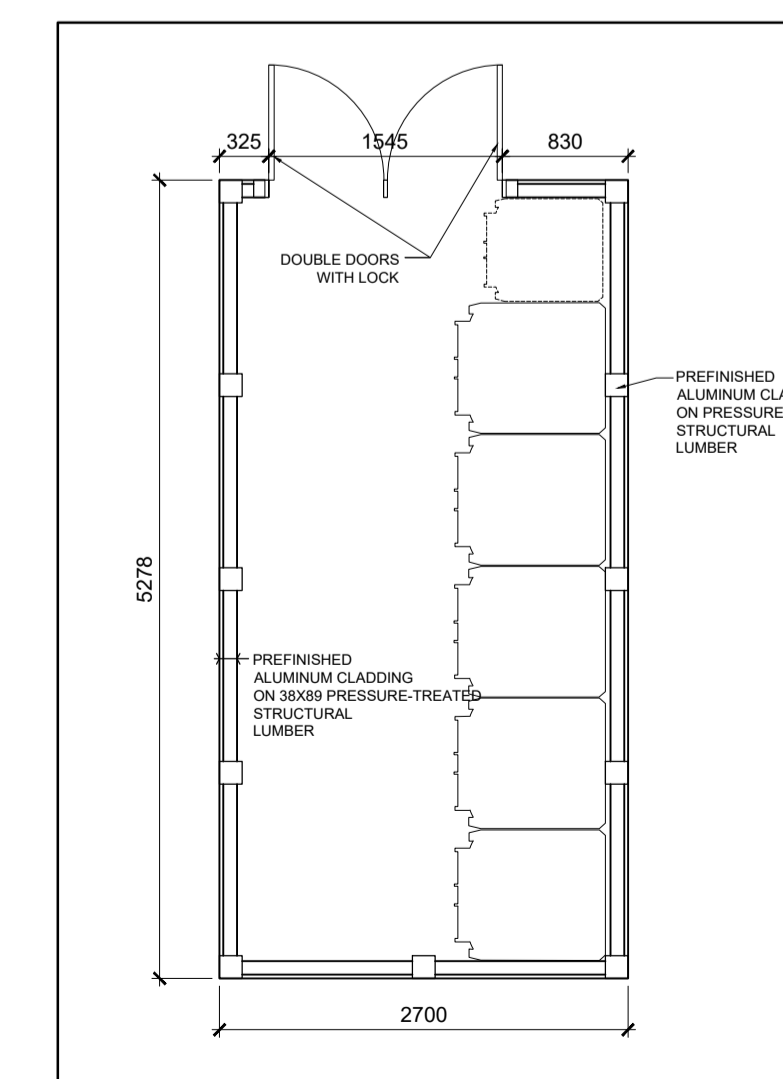 325
1545
830
DOUBLE DOORS
WITH LOCK
PREFINISHED
ALUMINUM
ON PRESSURE
STRUCTURAL
LUMBER
5278
PREFINISHED
ALUMINUM CLADDING
ON 38X89 PRESSURE-TREATED
STRUCTURAL
LUMBER
2700